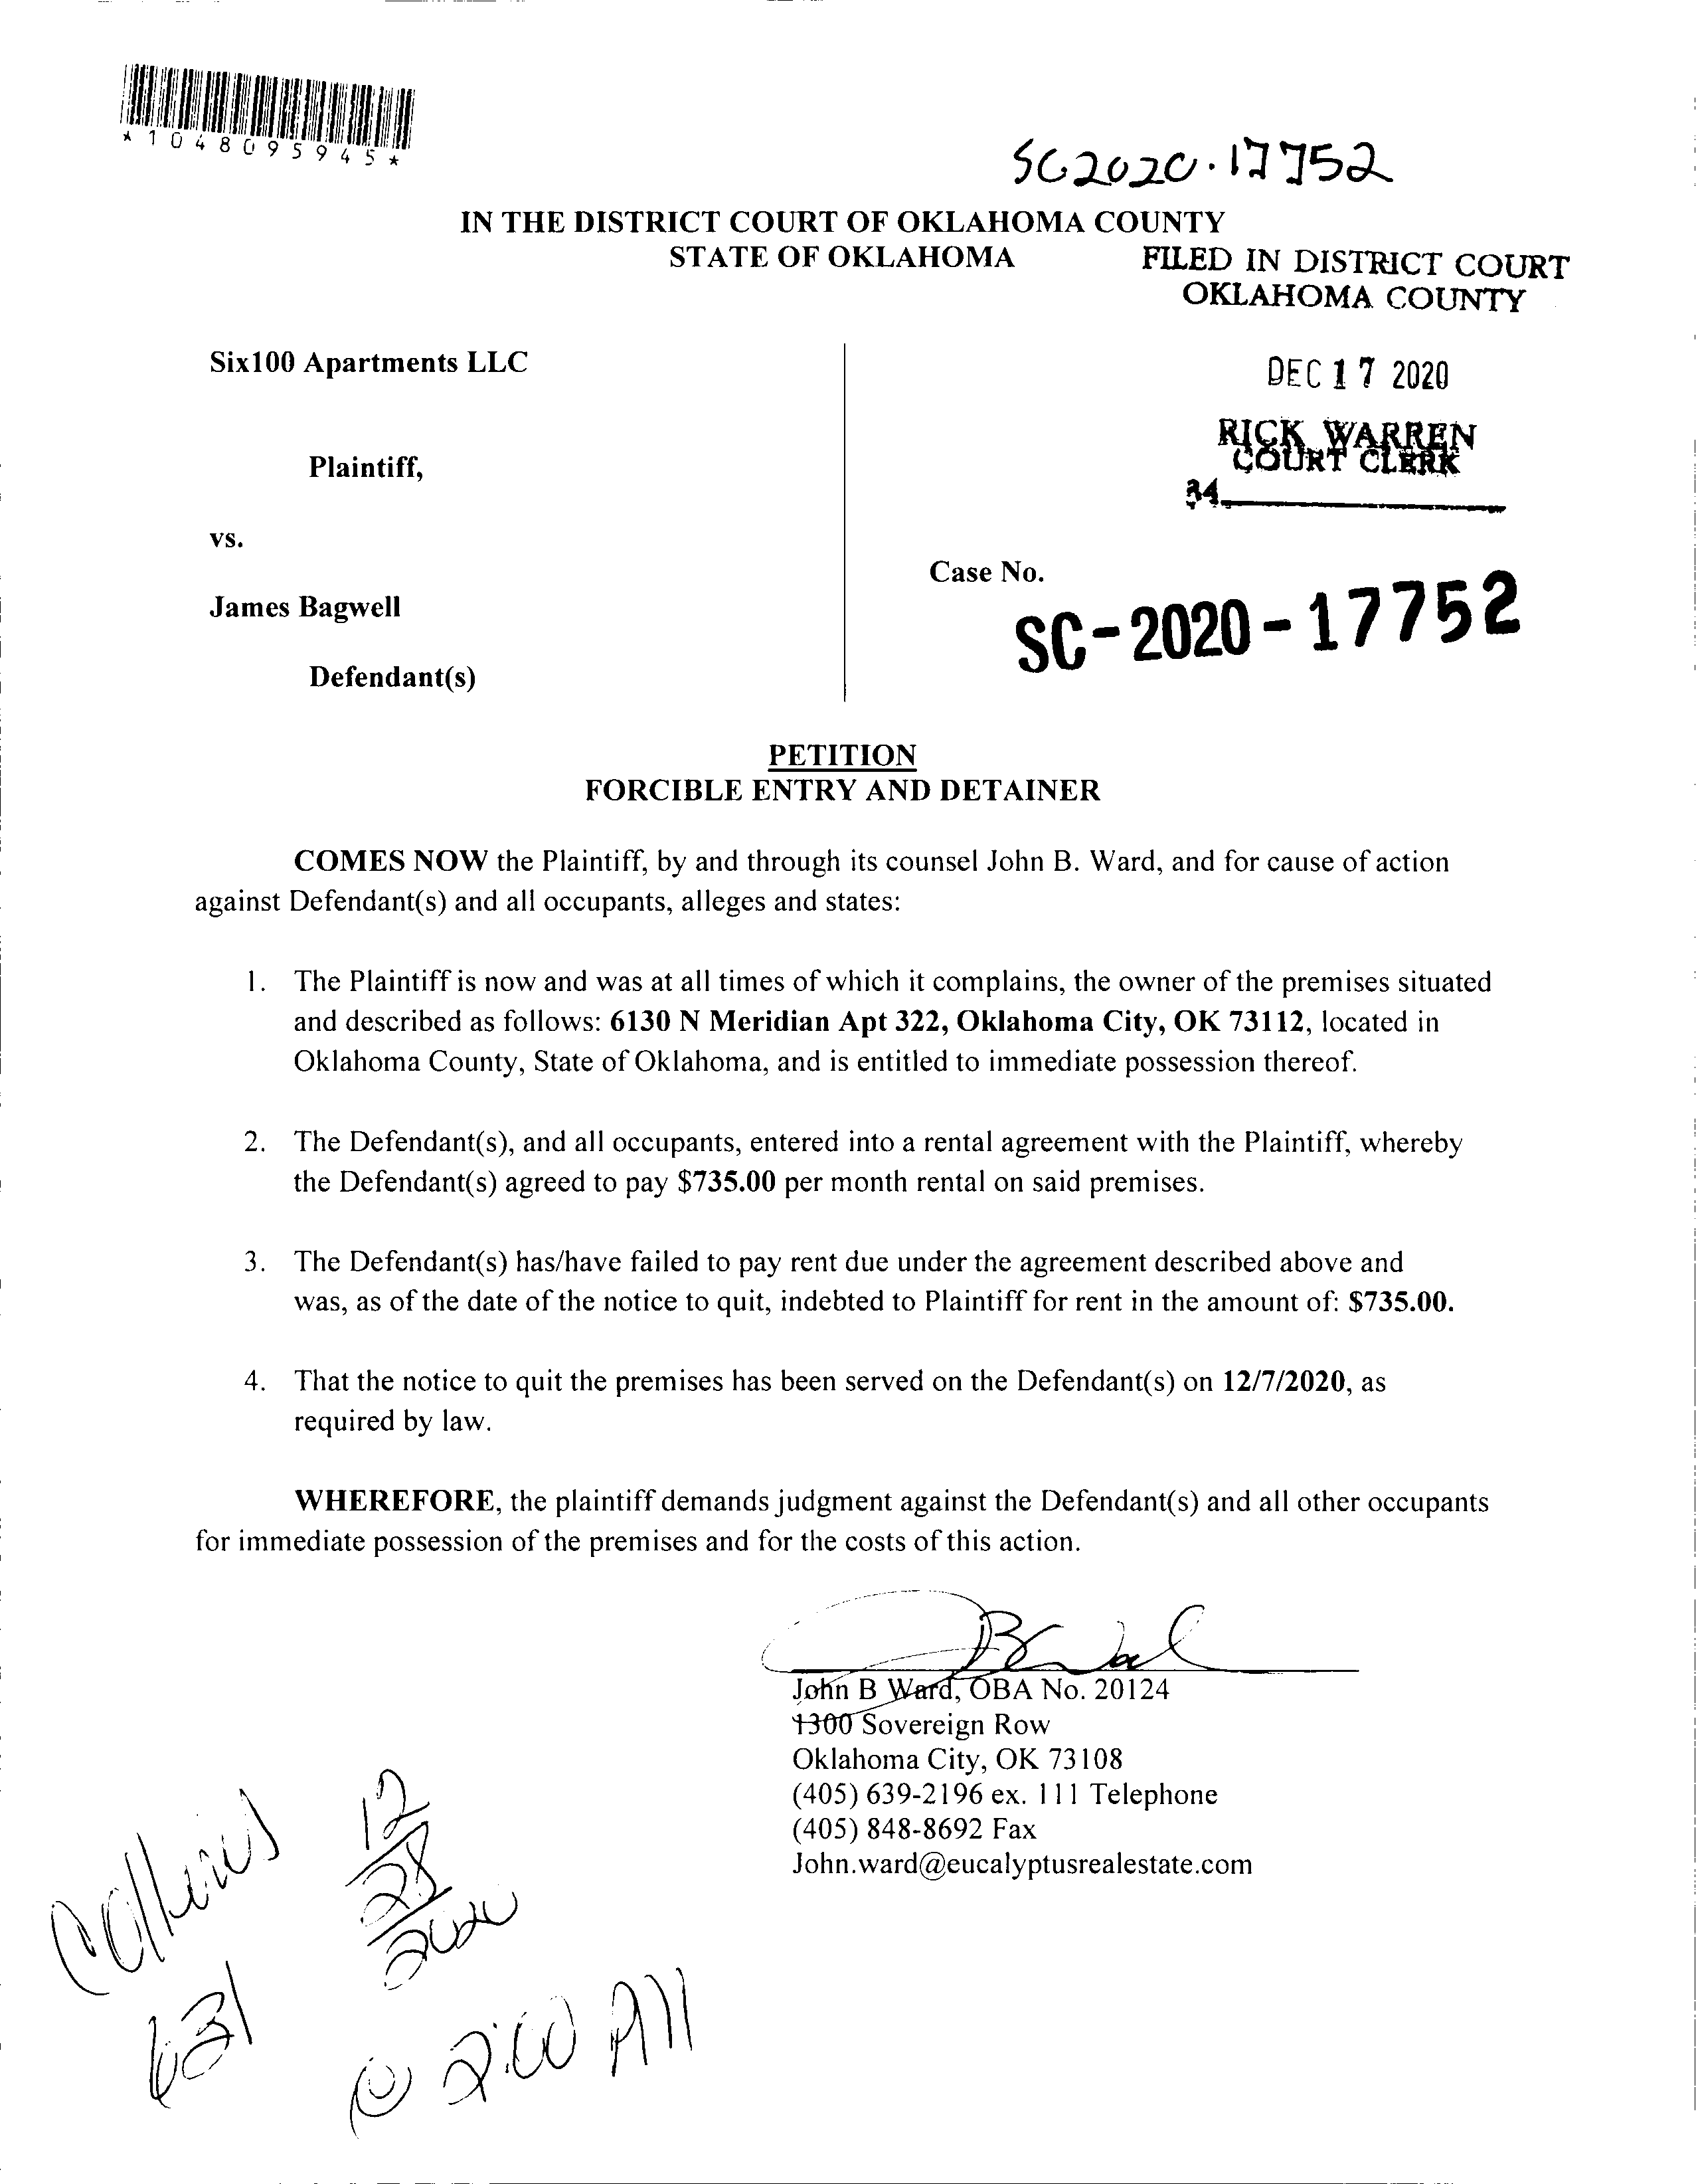 *1048095945*
SC2020-17752
IN THE DISTRICT COURT OF OKLAHOMA COUNTY
STATE OF OKLAHOMA
FILED IN DISTRICT COURT
OKLAHOMA COUNTY
Six100 Apartments LLC
DEC 17 2020
RICK WARREN
COURT CLERK
Plaintiff,
34
vs.
Case No.
James Bagwell
SC-2020-17752
Defendant(s)
PETITION
FORCIBLE ENTRY AND DETAINER
COMES NOW the Plaintiff, by and through its counsel John B. Ward, and for cause of action
against Defendant(s) and all occupants, alleges and states:
1. The Plaintiff is now and was at all times of which it complains, the owner of the premises situated
and described as follows: 6130 N Meridian Apt 322, Oklahoma City, OK 73112, located in
Oklahoma County, State of Oklahoma, and is entitled to immediate possession thereof.
2. The Defendant(s), and all occupants, entered into a rental agreement with the Plaintiff, whereby
the Defendant(s) agreed to pay $735.00 per month rental on said premises.
3. The Defendant(s) has/have failed to pay rent due under the agreement described above and
was, as of the date of the notice to quit, indebted to Plaintiff for rent in the amount of: $735.00.
4. That the notice to quit the premises has been served on the Defendant(s) on 12/7/2020, as
required by law.
WHEREFORE, the plaintiff demands judgment against the Defendant(s) and all other occupants
for immediate possession of the premises and for the costs of this action.
John B Ward, OBA No. 20124
1300 Sovereign Row
Oklahoma City, OK 73108
(405) 639-2196 ex. 111 Telephone
(405) 848-8692 Fax
John.ward@eucalyptusrealestate.com
12
28
2020
631
@ 2:00 PM